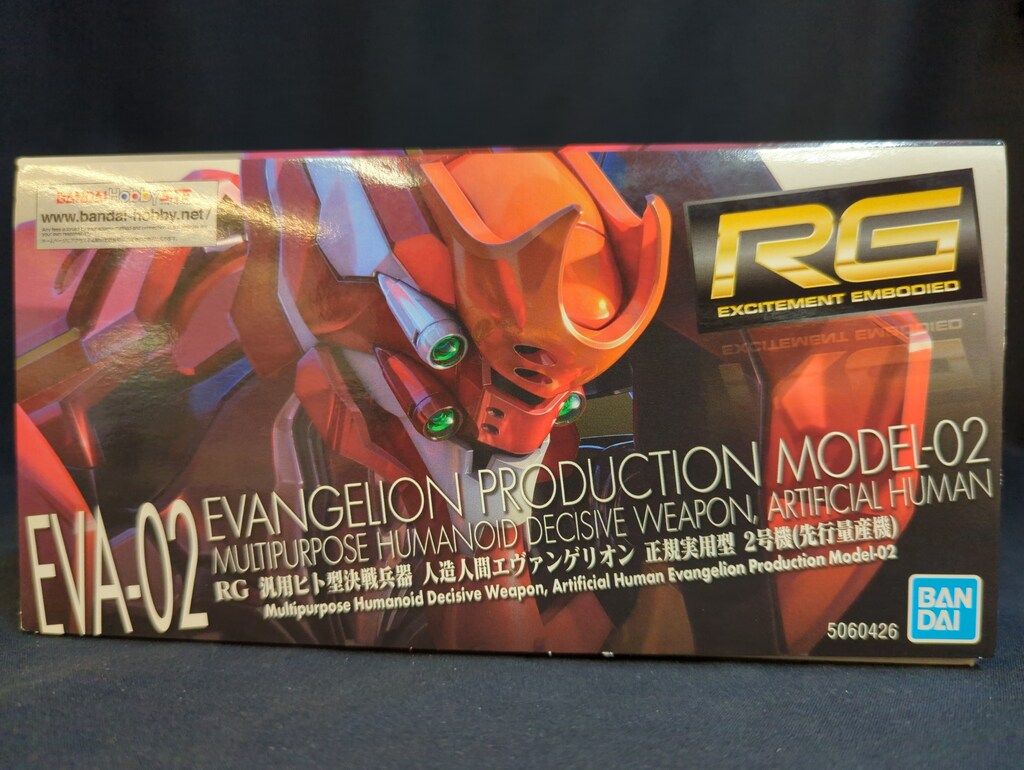 BANDAI Hobby SITE
www.bandai-hobby.net/
RG
EXCITEMENT EMBODIED
EVA-02
EVANGELION PRODUCTION MODEL-02
MULTIPURPOSE HUMANOID DECISIVE WEAPON, ARTIFICIAL HUMAN
RG 汎用ヒト型決戦兵器 人造人間エヴァンゲリオン 正規実用型 2号機(先行量産機)
Multipurpose Humanoid Decisive Weapon, Artificial Human Evangelion Production Model-02
5060426
BAN
DAI